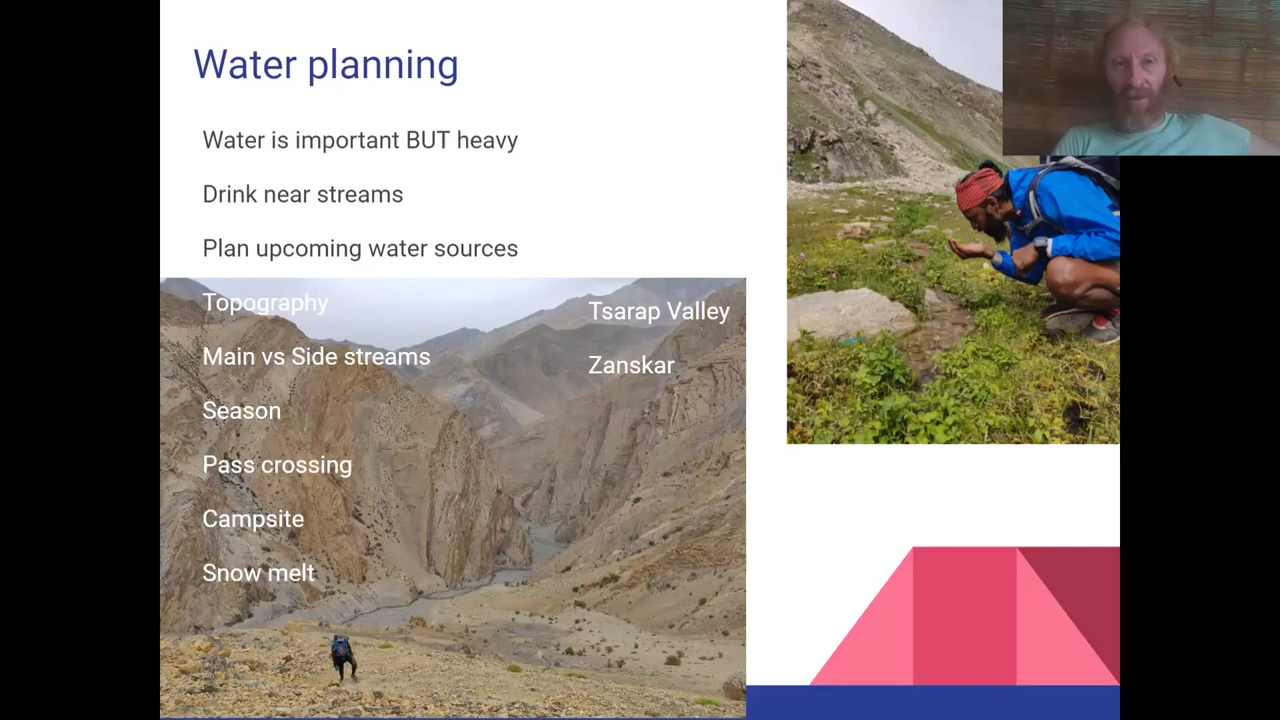 Water planning
Water is important BUT heavy
Drink near streams
Plan upcoming water sources
Topography
Main vs Side streams
Season
Pass crossing
Campsite
Snow melt
Tsarap Valley
Zanskar